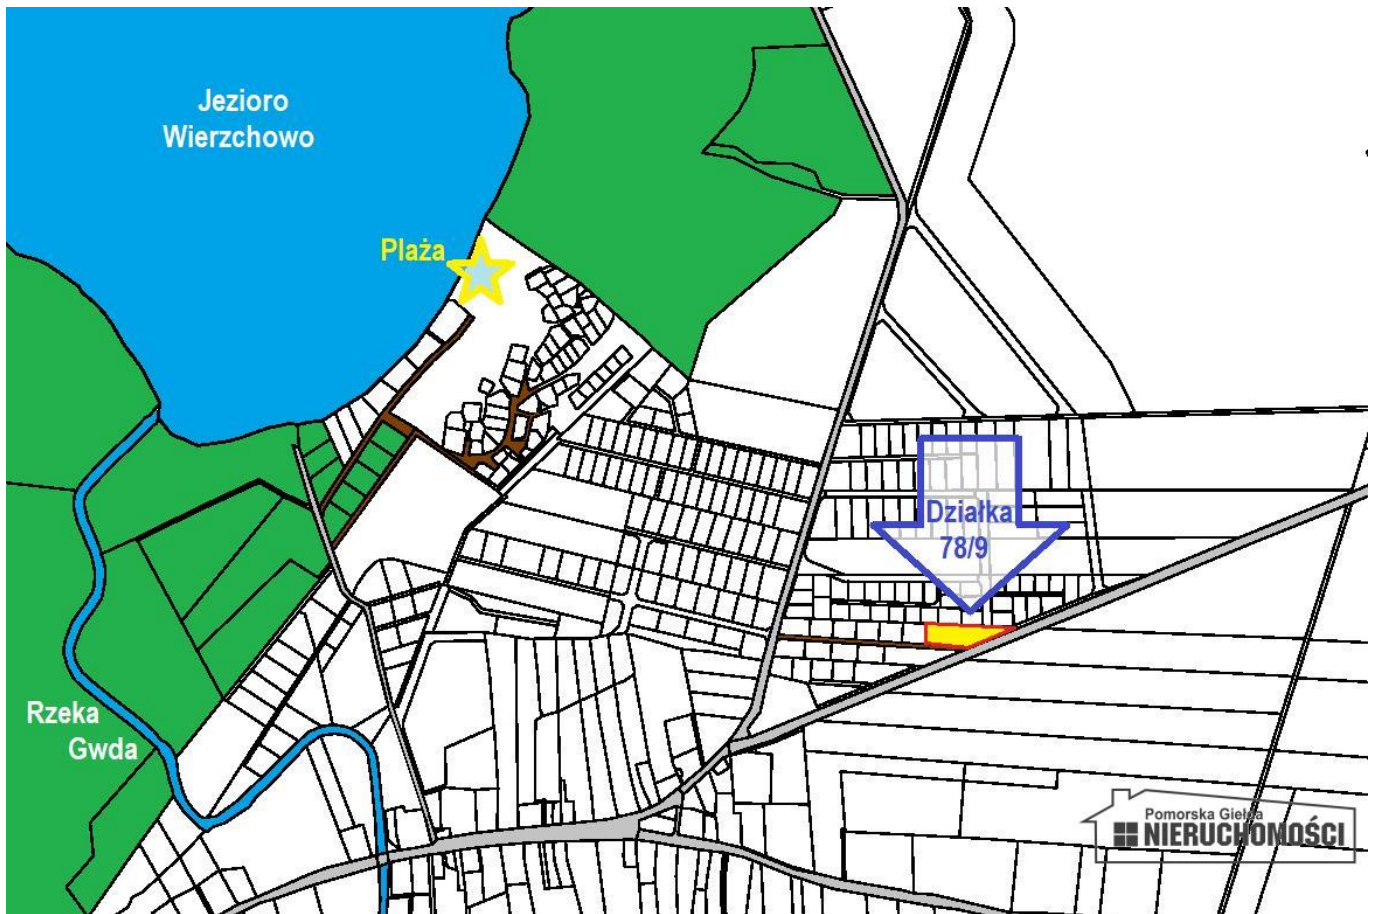 Jezioro
Wierzchowo
Plaża
Działka
78/9
Rzeka
Gwda
Pomorska Giełda
NIERUCHOMOŚCI